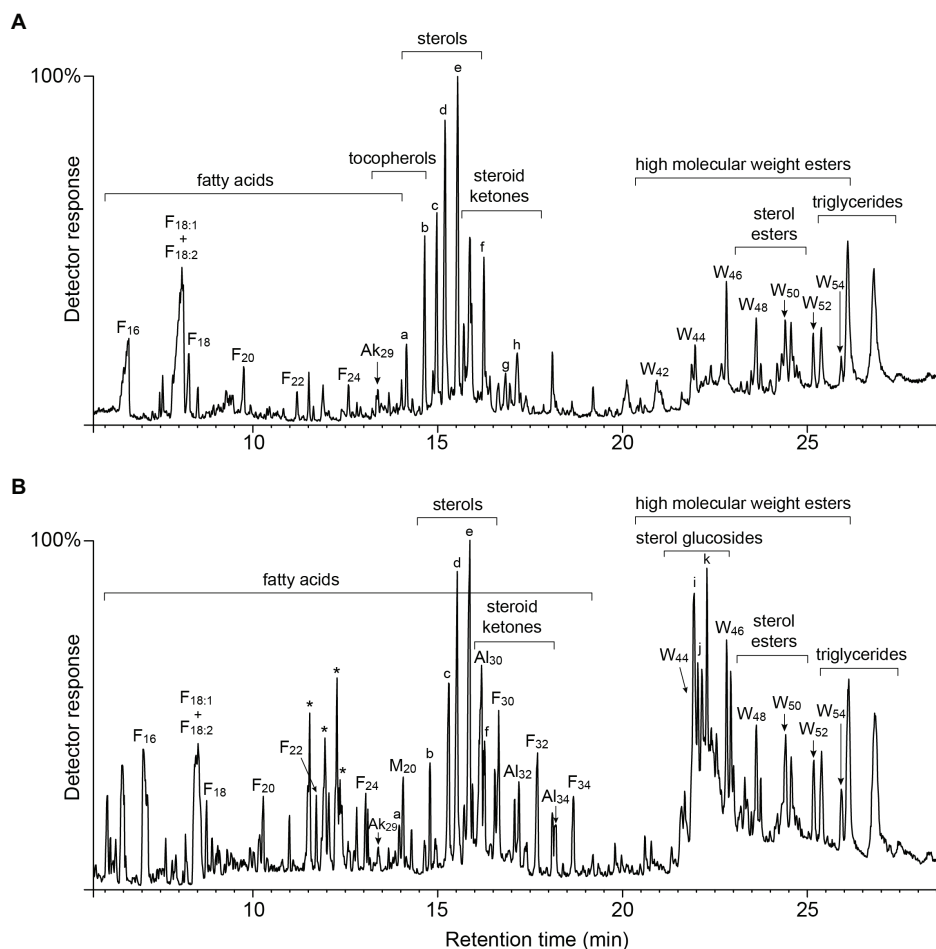 A
sterols
100%
e
d
tocopherols
steroid
ketones
high molecular weight esters
fatty acids
triglycerides
F18:1
+
F18:2
c
b
f
sterol
esters
W46
W54
W50
W48
W52
F16
F18
F20
F22
F24
Ak29
a
g
h
W42
W44
Detector response
10
15
20
25
B
sterols
high molecular weight esters
100%
e
sterol glucosides
d
k
i
fatty acids
steroid
ketones
j
W46
sterol
esters
triglycerides
W44
Al30
c
*
*
*
*
F18:1
+
F18:2
F16
F18
F20
F22
F24
Ak29
M20
a
b
f
F30
Al32
F32
Al34
F34
W48
W50
W52
W54
Detector response
10
15
20
25
Retention time (min)